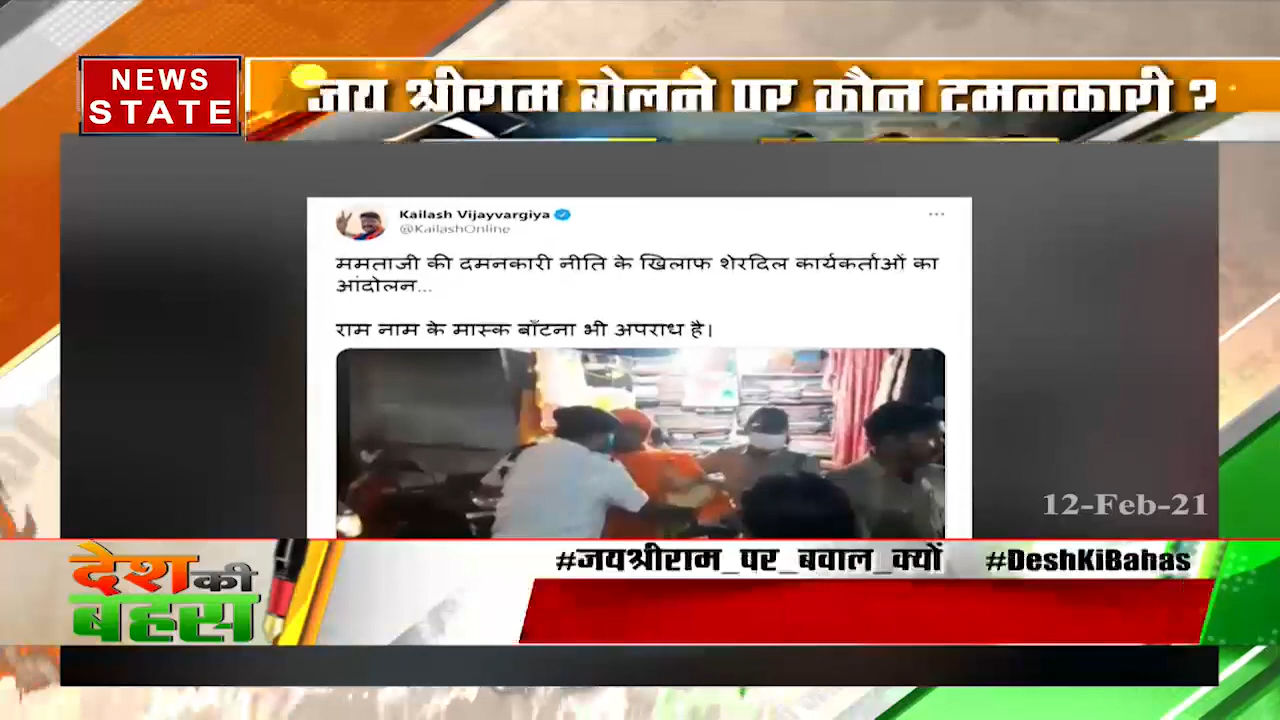 NEWS
STATE
जय श्रीराम बोलने पर कौन दमनकारी ?
Kailash Vijayvargiya
@KailashOnline
ममताजी की दमनकारी नीति के खिलाफ शेरदिल कार्यकर्ताओं का
आंदोलन...
राम नाम के मास्क बाँटना भी अपराध है।
12-Feb-21
देश की
बहस
#जयश्रीराम_पर_बवाल_क्यों #DeshKiBahas